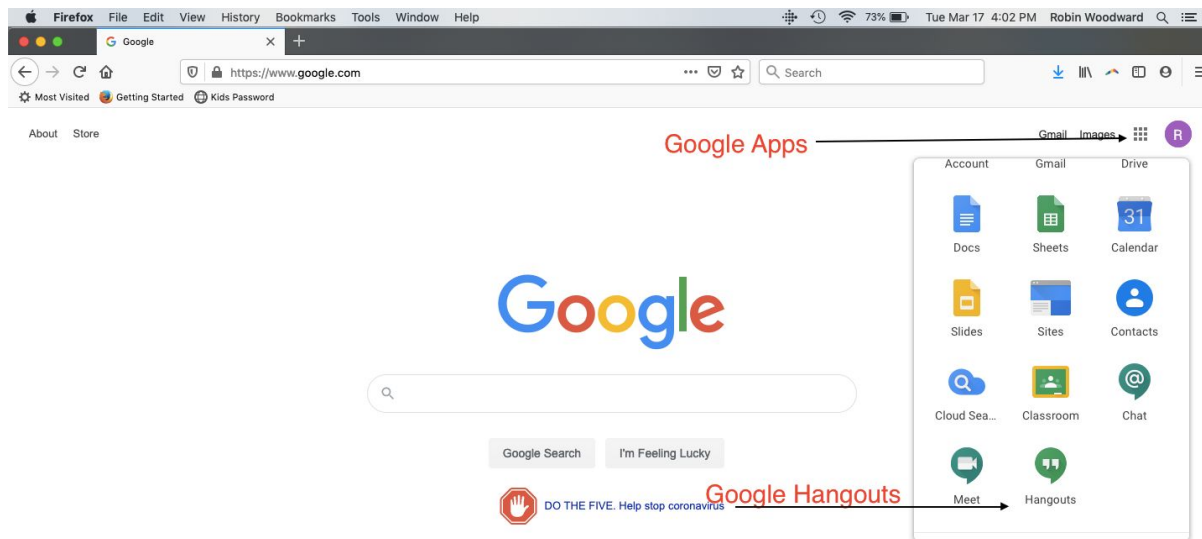 Firefox File Edit View History Bookmarks Tools Window Help 73% Tue Mar 17 4:02 PM Robin Woodward
G Google
https://www.google.com Search
Most Visited Getting Started Kids Password
About Store Google Apps Gmail Images R
Account Gmail Drive
31
Docs Sheets Calendar
Google
Slides Sites Contacts
Cloud Sea... Classroom Chat
Google Search I'm Feeling Lucky
Google Hangouts
Meet Hangouts
DO THE FIVE. Help stop coronavirus